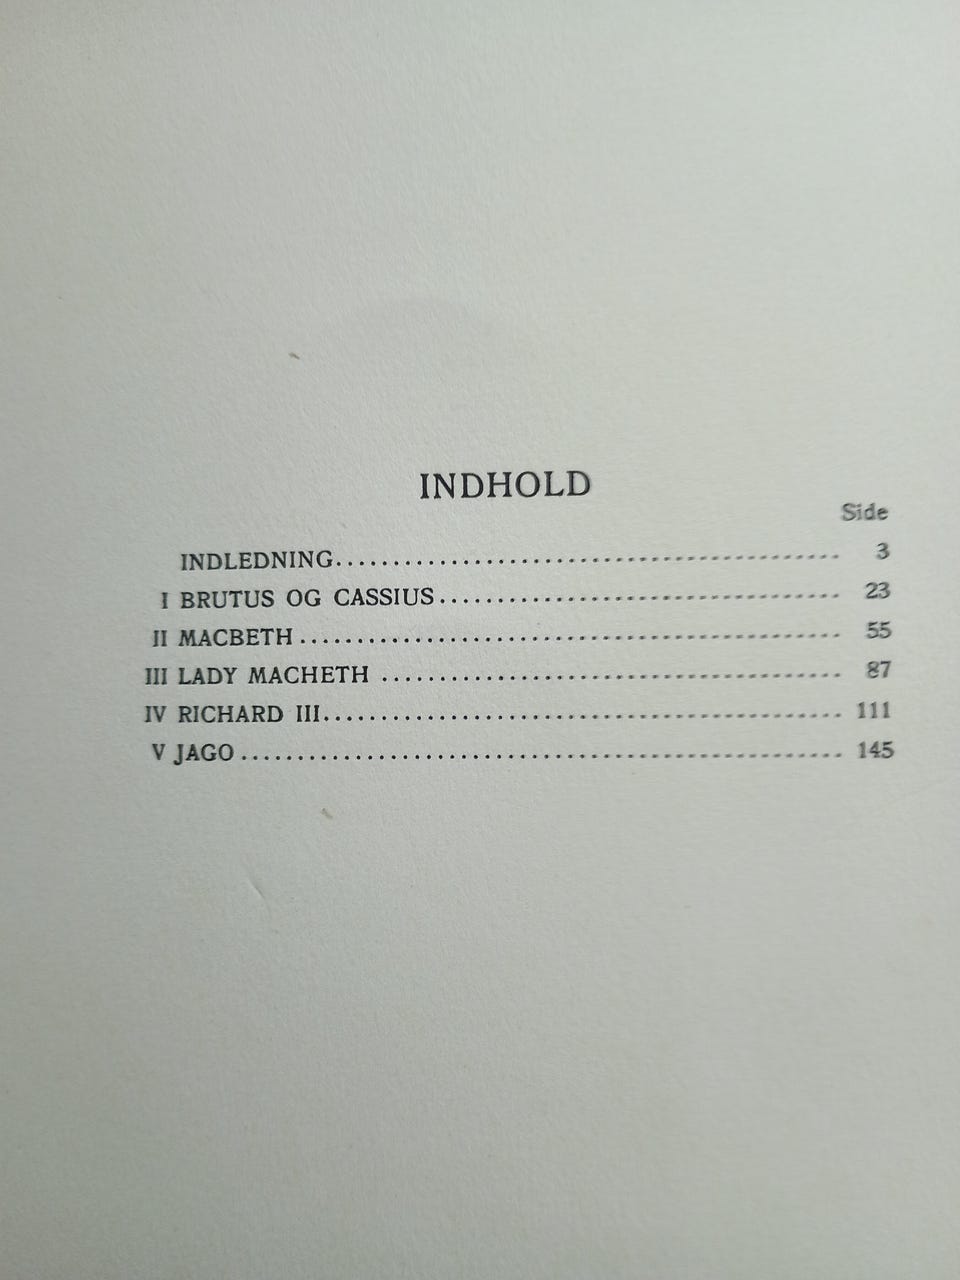 INDHOLD
Side
INDLEDNING........................................................ 3
I BRUTUS OG CASSIUS............................................ 23
II MACBETH........................................................ 55
III LADY MACHETH ................................................ 87
IV RICHARD III...................................................... 111
V JAGO............................................................. 145